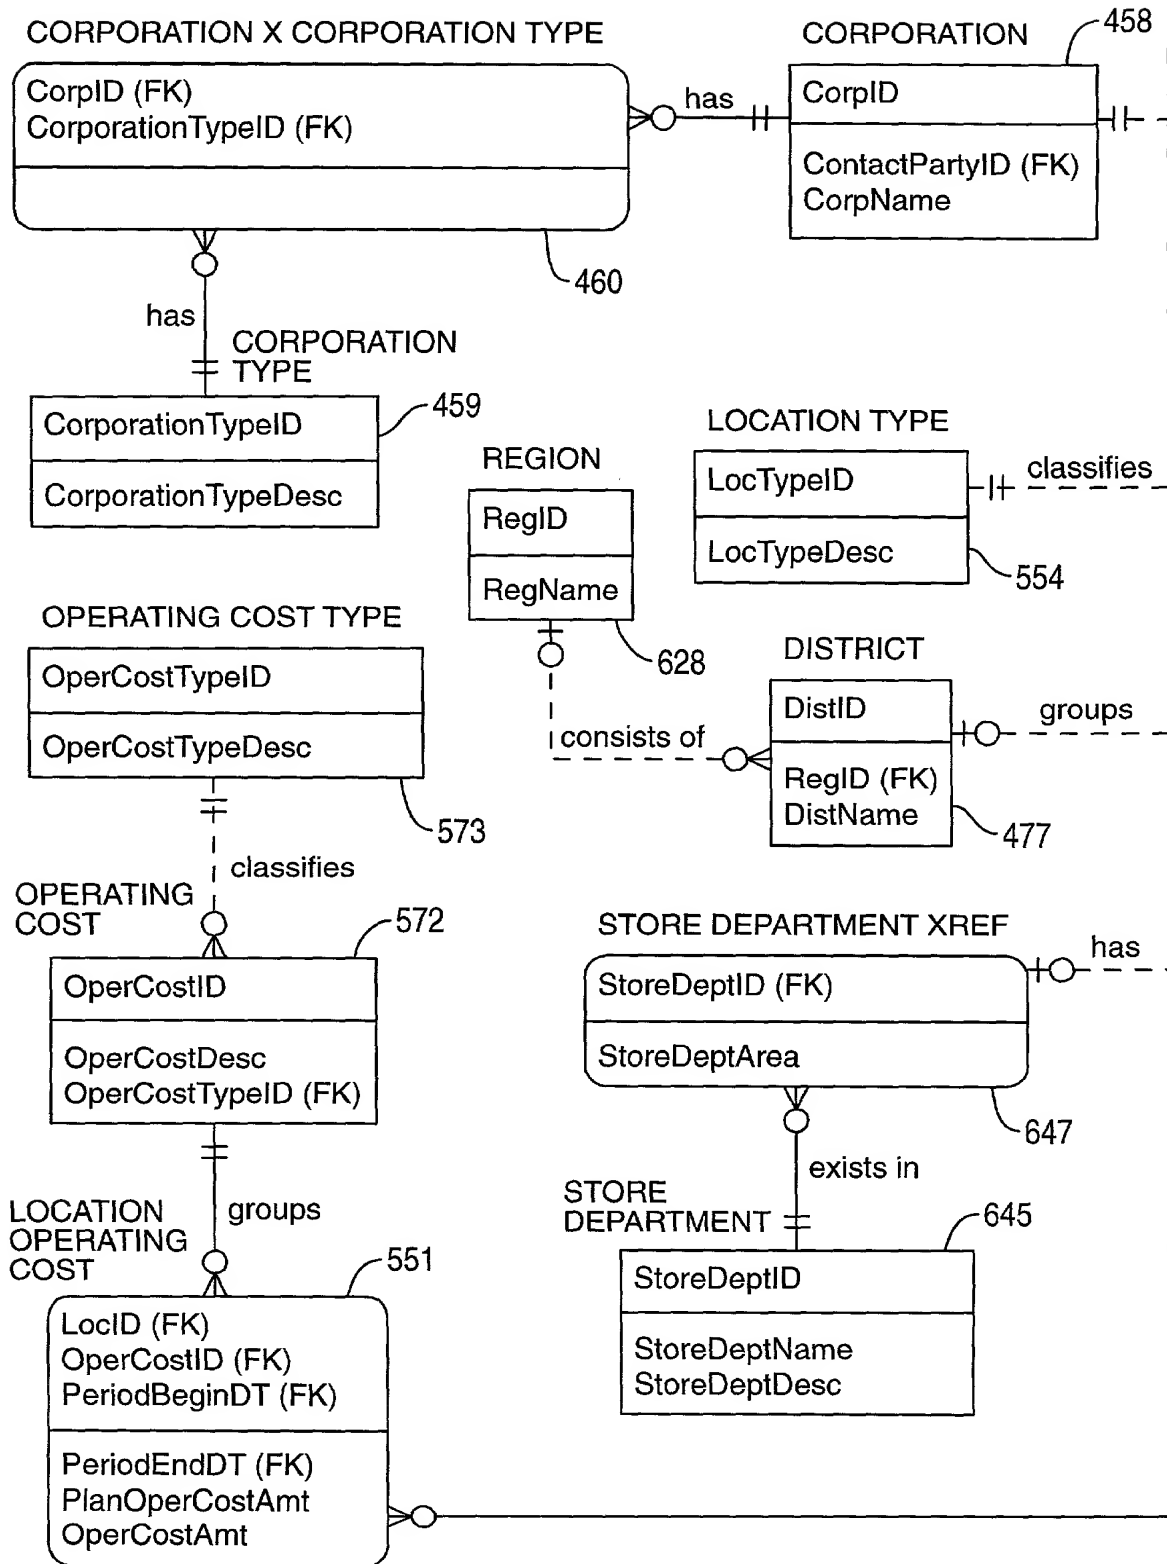 CORPORATION X CORPORATION TYPE
CorpID (FK)
CorporationTypeID (FK)
460
has
CORPORATION
458
CorpID
ContactPartyID (FK)
CorpName
has
CORPORATION
TYPE
459
CorporationTypeID
CorporationTypeDesc
REGION
RegID
RegName
628
LOCATION TYPE
LocTypeID
LocTypeDesc
554
classifies
OPERATING COST TYPE
OperCostTypeID
OperCostTypeDesc
573
consists of
DISTRICT
DistID
RegID (FK)
DistName
477
groups
classifies
OPERATING
COST
572
OperCostID
OperCostDesc
OperCostTypeID (FK)
STORE DEPARTMENT XREF
StoreDeptID (FK)
StoreDeptArea
647
has
exists in
groups
LOCATION
OPERATING
COST
551
LocID (FK)
OperCostID (FK)
PeriodBeginDT (FK)
PeriodEndDT (FK)
PlanOperCostAmt
OperCostAmt
STORE
DEPARTMENT
645
StoreDeptID
StoreDeptName
StoreDeptDesc